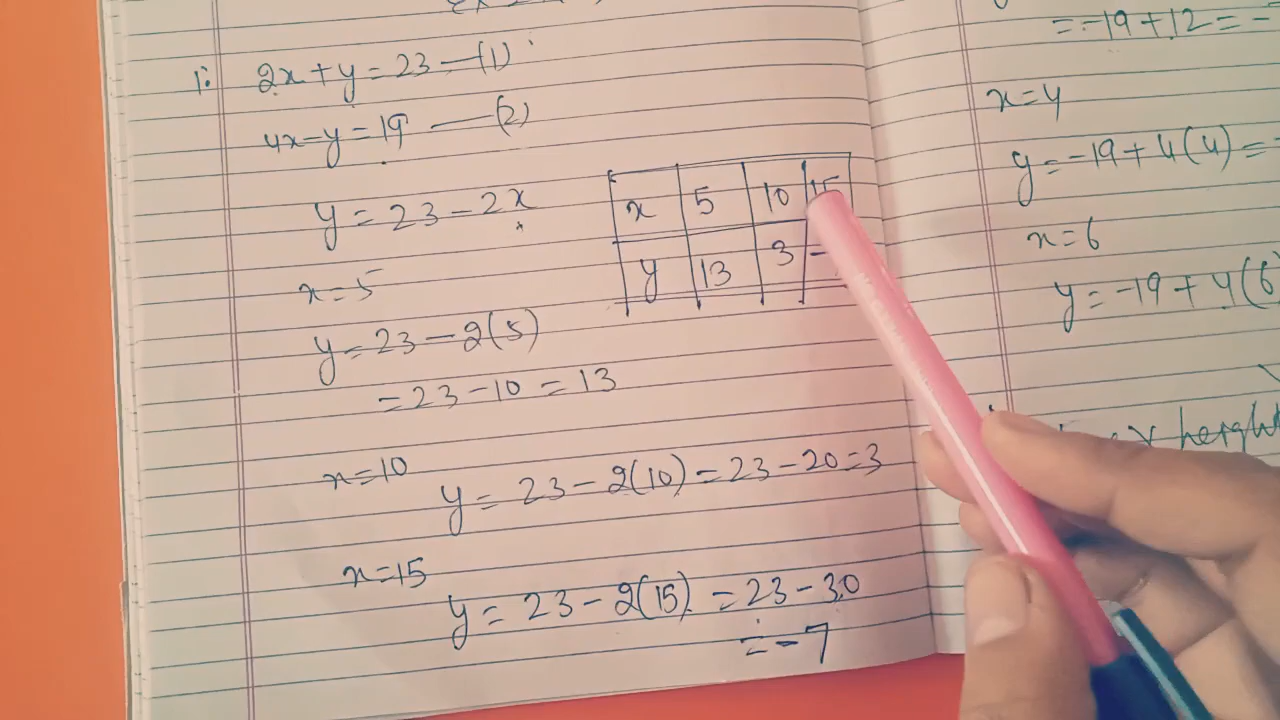 1: 2x + y = 23 — (1)
4x - y = 19 — (2)
y = 23 - 2x
x 5 10 15
y 13 3
x = 5
y = 23 - 2(5)
= 23 - 10 = 13
x = 10
y = 23 - 2(10) = 23 - 20 = 3
x = 15
y = 23 - 2(15) = 23 - 30
= - 7
= -19 + 12 = -
x = 4
y = -19 + 4(4) =
x = 6
y = -19 + 4(6)
height